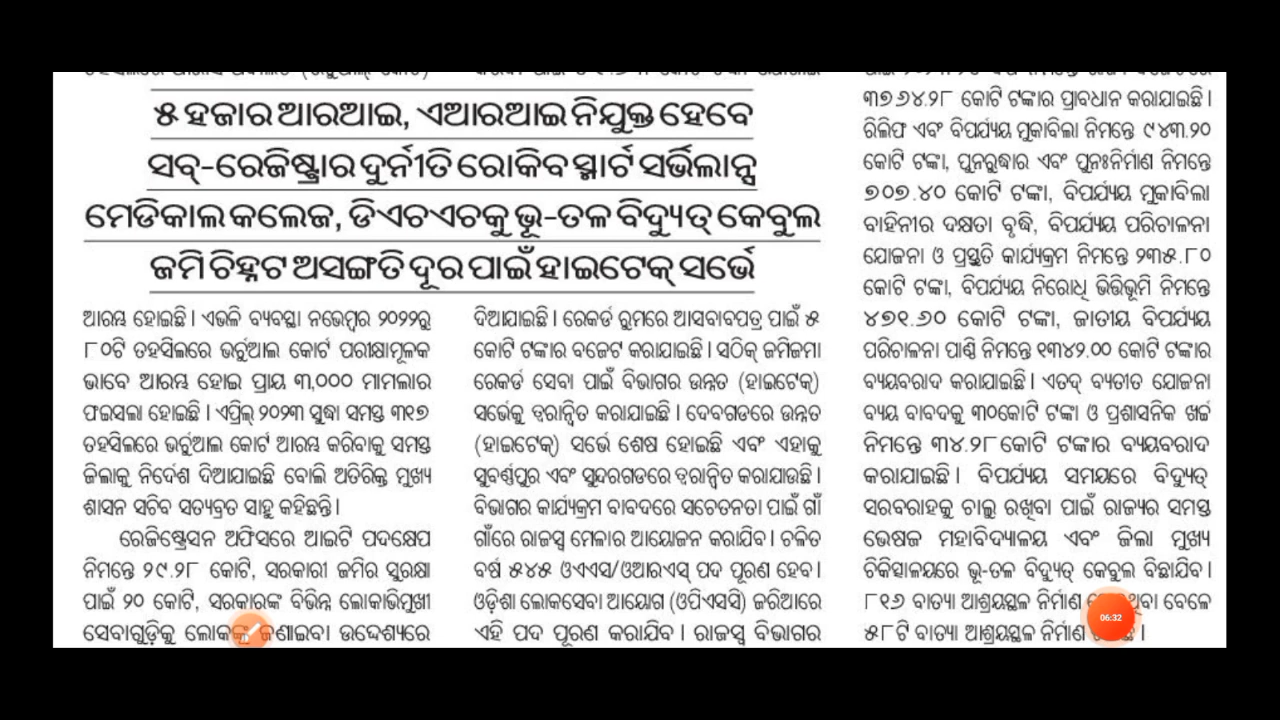 ୫ ହଜାର ଆରଆଇ, ଏଆରଆଇ ନିଯୁକ୍ତ ହେବେ
ସବ୍-ରେଜିଷ୍ଟ୍ରାର ଦୁର୍ନୀତି ରୋକିବ ସ୍ମାର୍ଟ ସର୍ଭିଲାନ୍ସ
ମେଡିକାଲ କଲେଜ, ଡିଏଚଏଚକୁ ଭୂ-ତଳ ବିଦ୍ୟୁତ୍ କେବୁଲ
ଜମି ଚିହ୍ନଟ ଅସଙ୍ଗତି ଦୂର ପାଇଁ ହାଇଟେକ୍ ସର୍ଭେ
ଆରମ୍ଭ ହୋଇଛି । ଏଭଳି ବ୍ୟବସ୍ଥା ନଭେମ୍ବର ୨୦୨୨ରୁ
୮୦ଟି ତହସିଲରେ ଭର୍ଚୁଆଲ କୋର୍ଟ ପରୀକ୍ଷାମୂଳକ
ଭାବେ ଆରମ୍ଭ ହୋଇ ପ୍ରାୟ ୩,୦୦୦ ମାମଲାର
ଫଇସଲା ହୋଇଛି । ଏପ୍ରିଲ୍ ୨୦୨୩ ସୁଦ୍ଧା ସମସ୍ତ ୩୧୭
ତହସିଲରେ ଭର୍ଚୁଆଲ କୋର୍ଟ ଆରମ୍ଭ କରିବାକୁ ସମସ୍ତ
ଜିଲାକୁ ନିର୍ଦେଶ ଦିଆଯାଇଛି ବୋଲି ଅତିରିକ୍ତ ମୁଖ୍ୟ
ଶାସନ ସଚିବ ସତ୍ୟବ୍ରତ ସାହୁ କହିଛନ୍ତି ।
ରେଜିଷ୍ଟ୍ରେସନ ଅଫିସରେ ଆଇଟି ପଦକ୍ଷେପ
ନିମନ୍ତେ ୨୯.୨୮ କୋଟି, ସରକାରୀ ଜମିର ସୁରକ୍ଷା
ପାଇଁ ୨୦ କୋଟି, ସରକାରଙ୍କ ବିଭିନ୍ନ ଲୋକାଭିମୁଖୀ
ସେବାଗୁଡ଼ିକୁ ଲୋକଙ୍କୁ ଜଣାଇବା ଉଦ୍ଦେଶ୍ୟରେ
ଦିଆଯାଇଛି । ରେକର୍ଡ ରୁମରେ ଆସବାବପତ୍ର ପାଇଁ ୫
କୋଟି ଟଙ୍କାର ବଜେଟ କରାଯାଇଛି । ସଠିକ୍ ଜମିଜମା
ରେକର୍ଡ ସେବା ପାଇଁ ବିଭାଗର ଉନ୍ନତ (ହାଇଟେକ୍)
ସର୍ଭେକୁ ତ୍ୱରାନ୍ୱିତ କରାଯାଇଛି । ଦେବଗଡରେ ଉନ୍ନତ
(ହାଇଟେକ୍) ସର୍ଭେ ଶେଷ ହୋଇଛି ଏବଂ ଏହାକୁ
ସୁବର୍ଣ୍ଣପୁର ଏବଂ ସୁନ୍ଦରଗଡରେ ତ୍ୱରାନ୍ୱିତ କରାଯାଉଛି ।
ବିଭାଗର କାର୍ଯ୍ୟକ୍ରମ ବାବଦରେ ସଚେତନତା ପାଇଁ ଗାଁ
ଗାଁରେ ରାଜସ୍ୱ ମେଳାର ଆୟୋଜନ କରାଯିବ । ଚଳିତ
ବର୍ଷ ୫୪୫ ଓଏଏସ/ଓଆରଏସ୍ ପଦ ପୂରଣ ହେବ ।
ଓଡ଼ିଶା ଲୋକସେବା ଆୟୋଗ (ଓପିଏସସି) ଜରିଆରେ
ଏହି ପଦ ପୂରଣ କରାଯିବ । ରାଜସ୍ୱ ବିଭାଗର
୩୭୬୪.୨୮ କୋଟି ଟଙ୍କାର ପ୍ରାବଧାନ କରାଯାଇଛି ।
ରିଲିଫ ଏବଂ ବିପର୍ଯ୍ୟୟ ମୁକାବିଲା ନିମନ୍ତେ ୯୪୩.୨୦
କୋଟି ଟଙ୍କା, ପୁନରୁଦ୍ଧାର ଏବଂ ପୁନଃନିର୍ମାଣ ନିମନ୍ତେ
୭୦୭.୪୦ କୋଟି ଟଙ୍କା, ବିପର୍ଯ୍ୟୟ ମୁକାବିଲା
ବାହିନୀର ଦକ୍ଷତା ବୃଦ୍ଧି, ବିପର୍ଯ୍ୟୟ ପରିଚାଳନା
ଯୋଜନା ଓ ପ୍ରସ୍ତୁତି କାର୍ଯ୍ୟକ୍ରମ ନିମନ୍ତେ ୨୩୫.୮୦
କୋଟି ଟଙ୍କା, ବିପର୍ଯ୍ୟୟ ନିରୋଧୀ ଭିତ୍ତିଭୂମି ନିମନ୍ତେ
୪୭୧.୬୦ କୋଟି ଟଙ୍କା, ଜାତୀୟ ବିପର୍ଯ୍ୟୟ
ପରିଚାଳନା ପାଣ୍ଠି ନିମନ୍ତେ ୧୩୪୨.୦୦ କୋଟି ଟଙ୍କାର
ବ୍ୟୟବରାଦ କରାଯାଇଛି । ଏତଦ୍ ବ୍ୟତୀତ ଯୋଜନା
ବ୍ୟୟ ବାବଦକୁ ୩୦କୋଟି ଟଙ୍କା ଓ ପ୍ରଶାସନିକ ଖର୍ଚ୍ଚ
ନିମନ୍ତେ ୩୪.୨୮ କୋଟି ଟଙ୍କାର ବ୍ୟୟବରାଦ
କରାଯାଇଛି । ବିପର୍ଯ୍ୟୟ ସମୟରେ ବିଦ୍ୟୁତ୍
ସରବରାହକୁ ଚାଲୁ ରଖିବା ପାଇଁ ରାଜ୍ୟର ସମସ୍ତ
ଭେଷଜ ମହାବିଦ୍ୟାଳୟ ଏବଂ ଜିଲା ମୁଖ୍ୟ
ଚିକିତ୍ସାଳୟରେ ଭୂ-ତଳ ବିଦ୍ୟୁତ୍ କେବୁଲ ବିଛାଯିବ ।
୮୧୬ ବାତ୍ୟା ଆଶ୍ରୟସ୍ଥଳ ନିର୍ମାଣ ବେଳେ
୫୮ଟି ବାତ୍ୟା ଆଶ୍ରୟସ୍ଥଳ ନିର୍ମାଣ
06:32